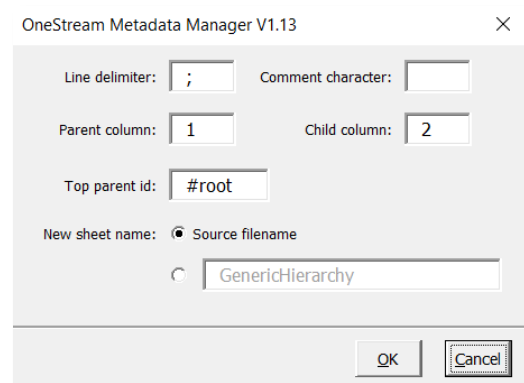 OneStream Metadata Manager V1.13
Line delimiter: ; Comment character:
Parent column: 1 Child column: 2
Top parent id: #root
New sheet name: Source filename
GenericHierarchy
OK Cancel